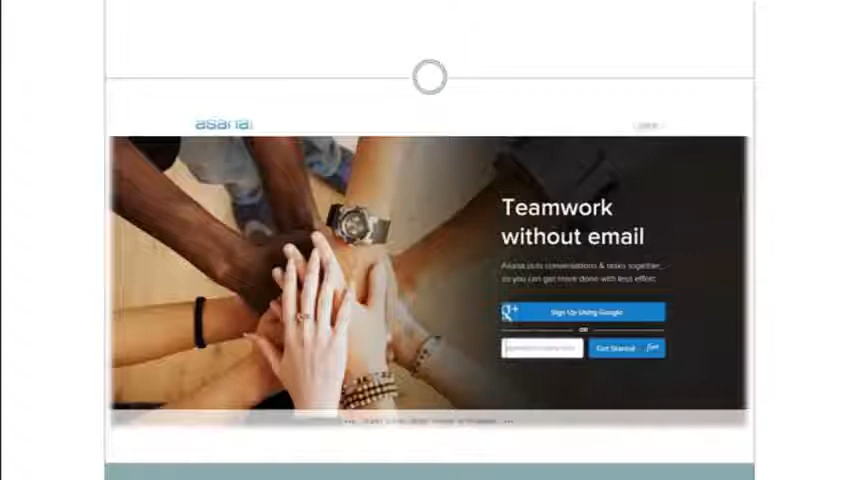 asana
Teamwork
without email
Asana puts conversations & tasks together,
so you can get more done with less effort.
g+ Sign Up Using Google
OR
Get Started free